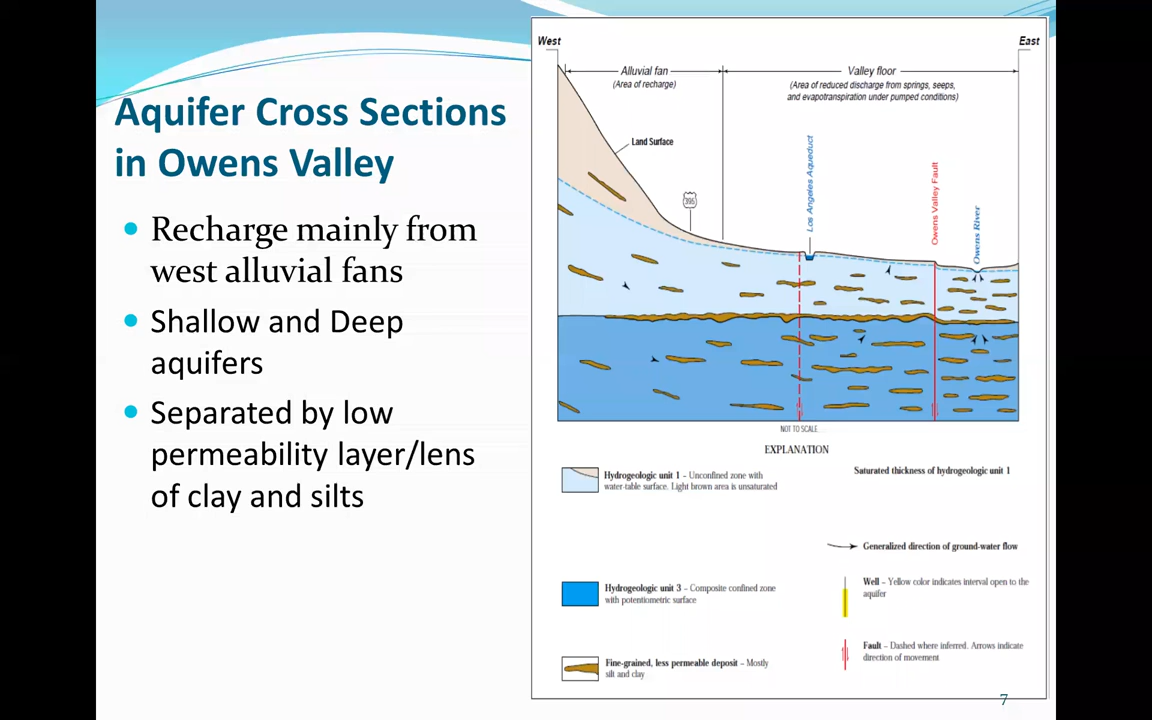 Aquifer Cross Sections
in Owens Valley
Recharge mainly from
west alluvial fans
Shallow and Deep
aquifers
Separated by low
permeability layer/lens
of clay and silts
West
East
Alluvial fan
(Area of recharge)
Valley floor
(Area of reduced discharge from springs, seeps,
and evapotranspiration under pumped conditions)
Land Surface
395
Los Angeles Aqueduct
Owens Valley Fault
Owens River
NOT TO SCALE
EXPLANATION
Hydrogeologic unit 1 – Unconfined zone with
water-table surface. Light brown area is unsaturated
Saturated thickness of hydrogeologic unit 1
Generalized direction of ground-water flow
Hydrogeologic unit 3 – Composite confined zone
with potentiometric surface
Well – Yellow color indicates interval open to the
aquifer
Fault – Dashed where inferred. Arrows indicate
direction of movement
Fine-grained, less permeable deposit – Mostly
silt and clay
7